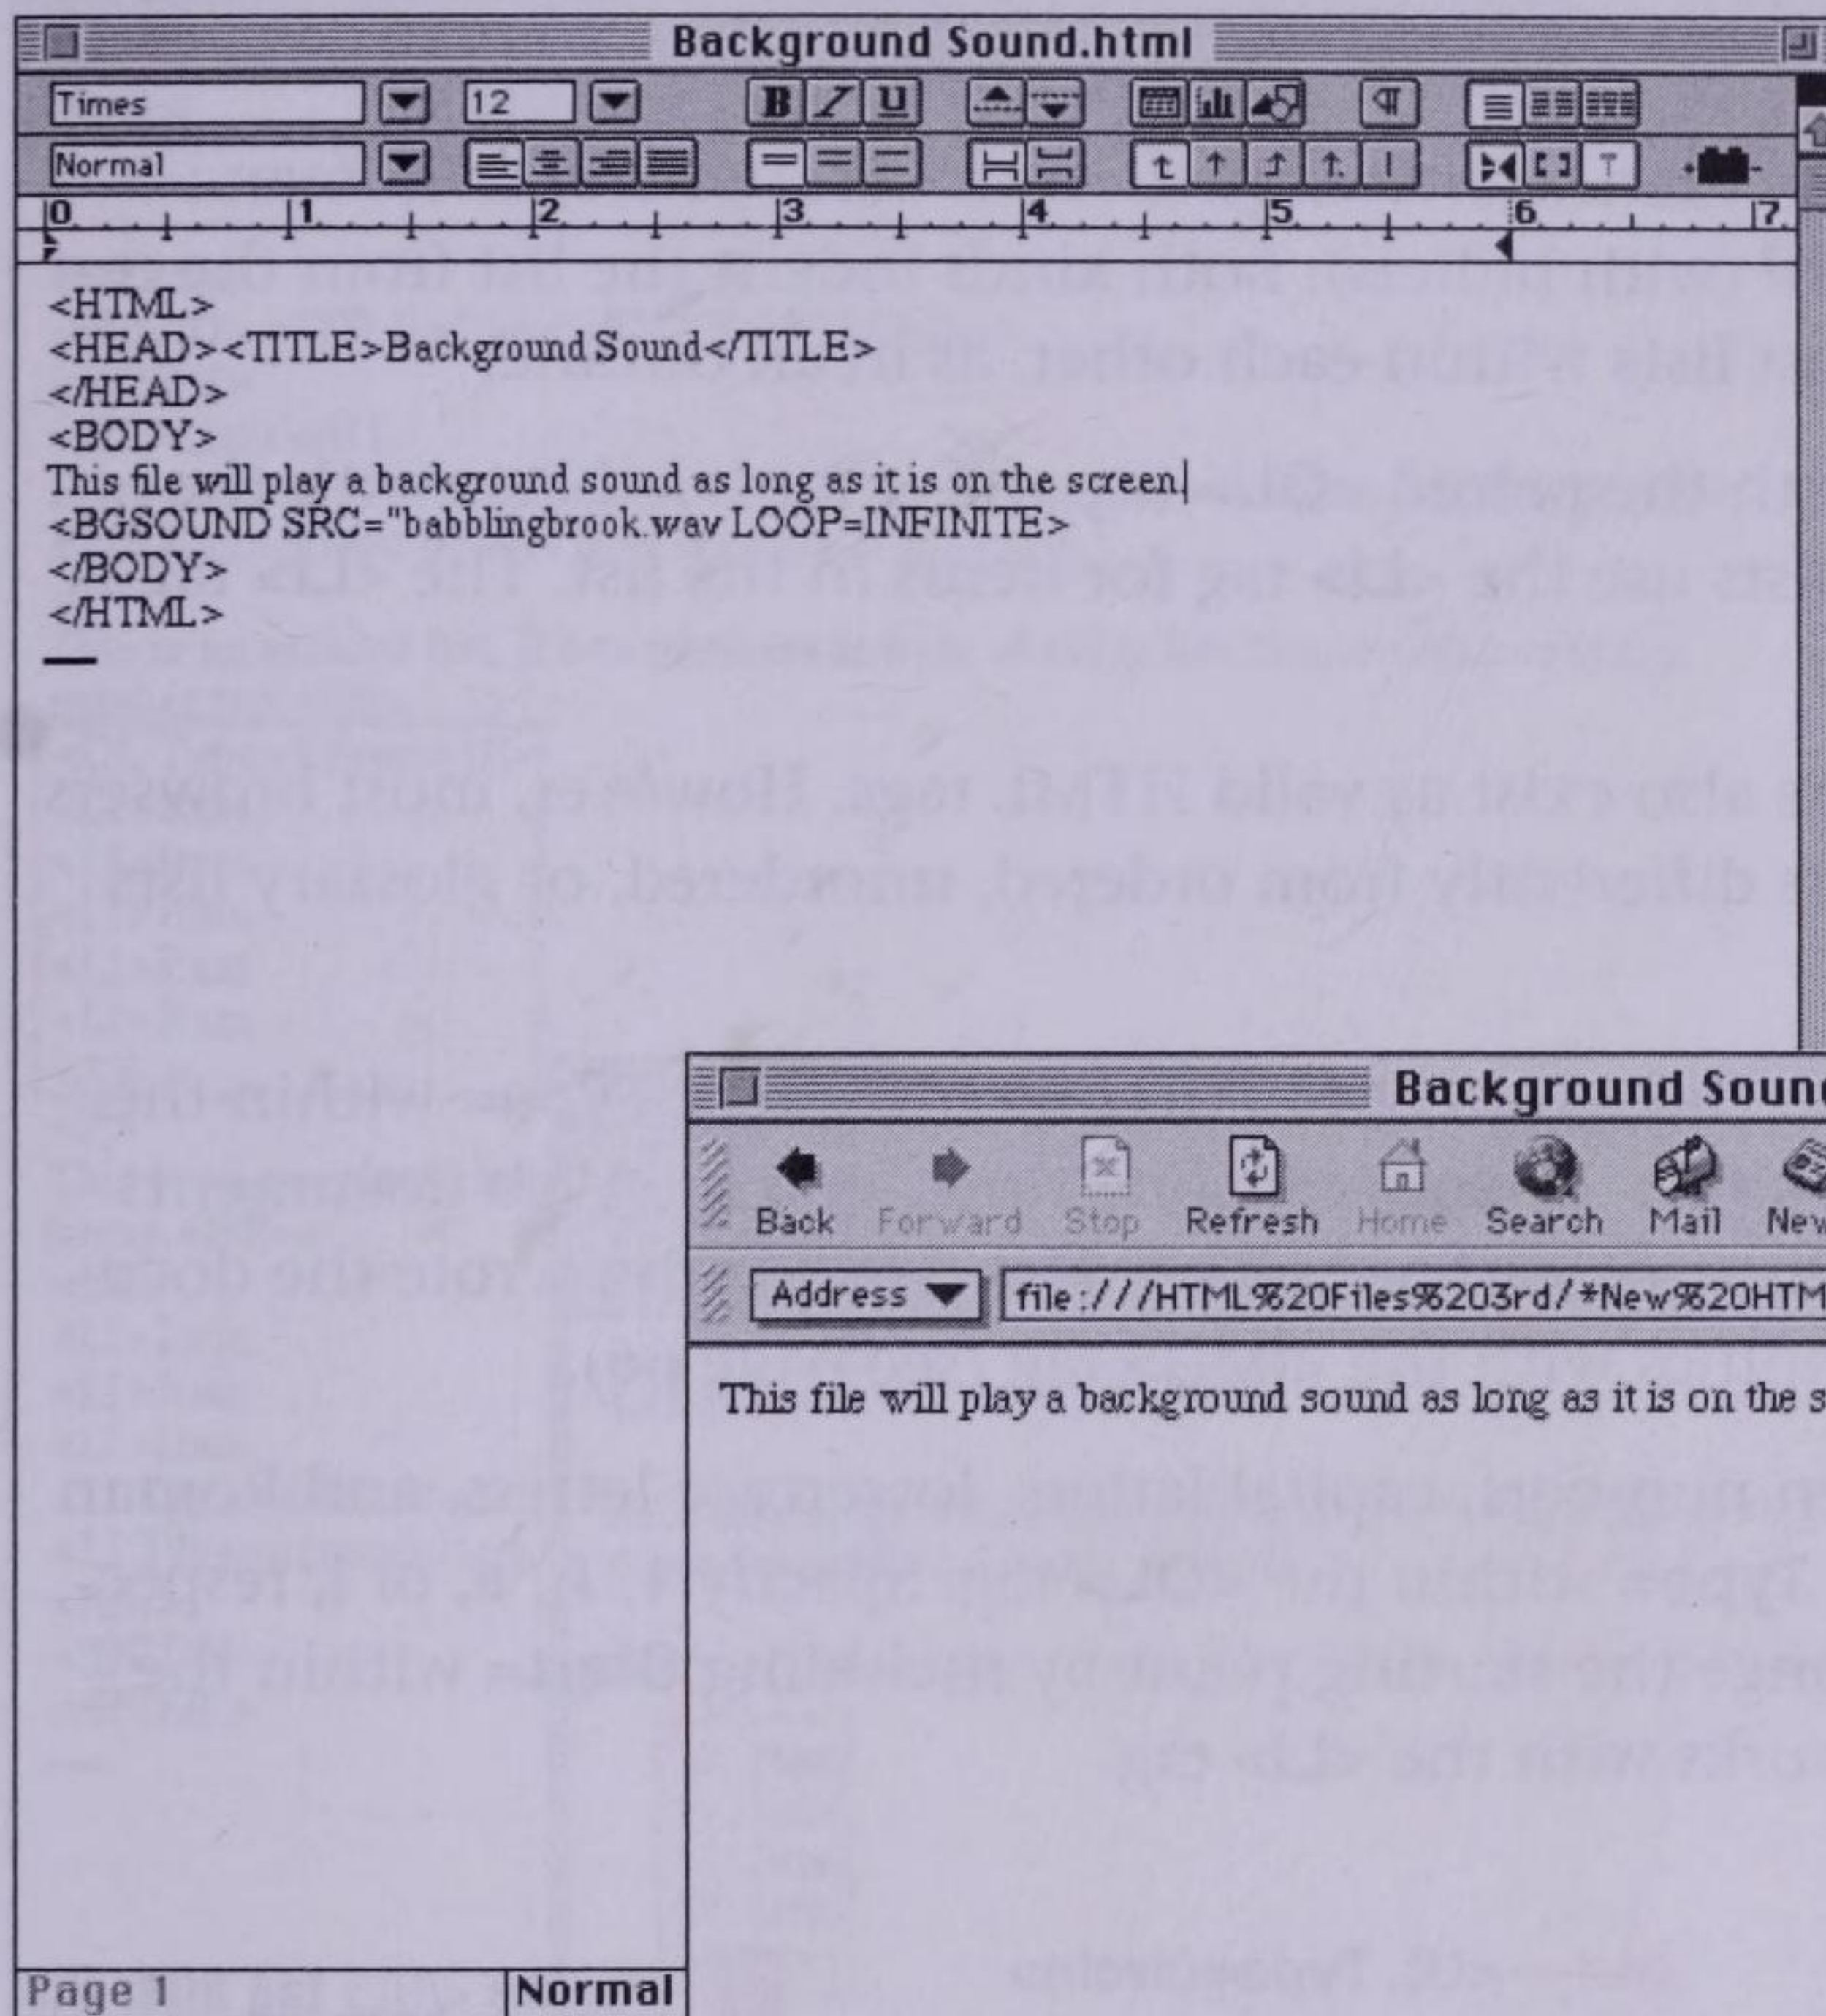 Background Sound.html
Times 12 B I U
Normal
0 1 2 3 4 5 6 7
<HTML>
<HEAD><TITLE>Background Sound</TITLE>
</HEAD>
<BODY>
This file will play a background sound as long as it is on the screen
<BGSOUND SRC="babblingbrook.wav LOOP=INFINITE>
</BODY>
</HTML>
Background Soun
Back Forward Stop Refresh Home Search Mail New
Address file:///HTML%20Files%203rd/*New%20HTM
This file will play a background sound as long as it is on the s
Page 1 Normal